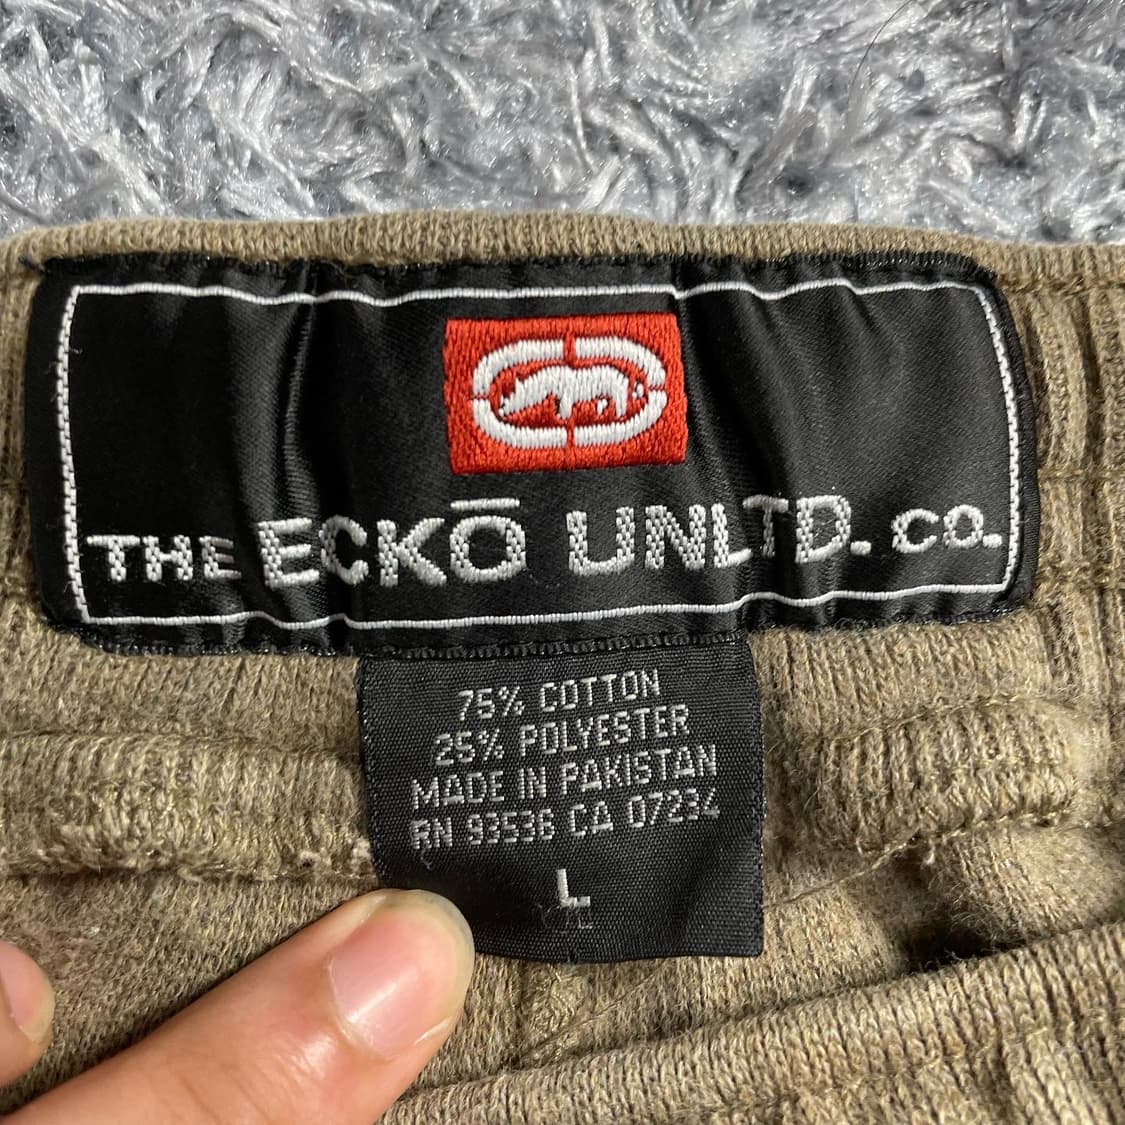 THE ECKŌ UNLTD. CO.
75% COTTON
25% POLYESTER
MADE IN PAKISTAN
RN 93536 CA 07234
L